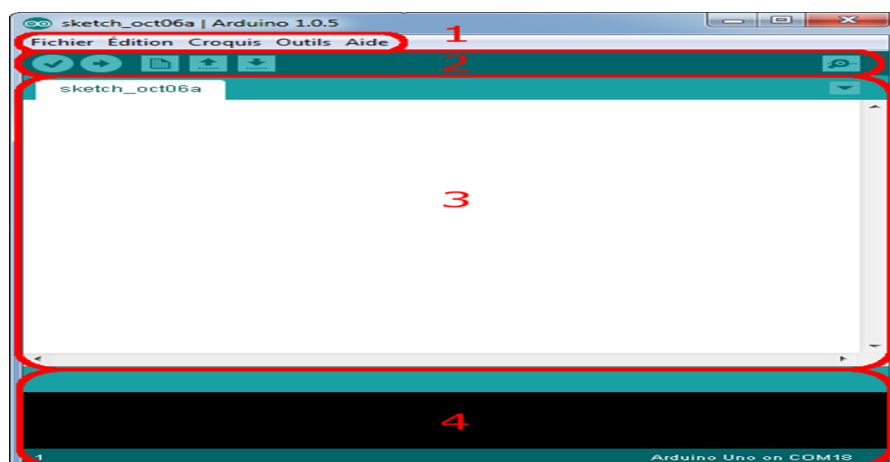 sketch_oct06a | Arduino 1.0.5
1
Fichier Édition Croquis Outils Aide
2
sketch_oct06a
3
4
1 Arduino Uno on COM18